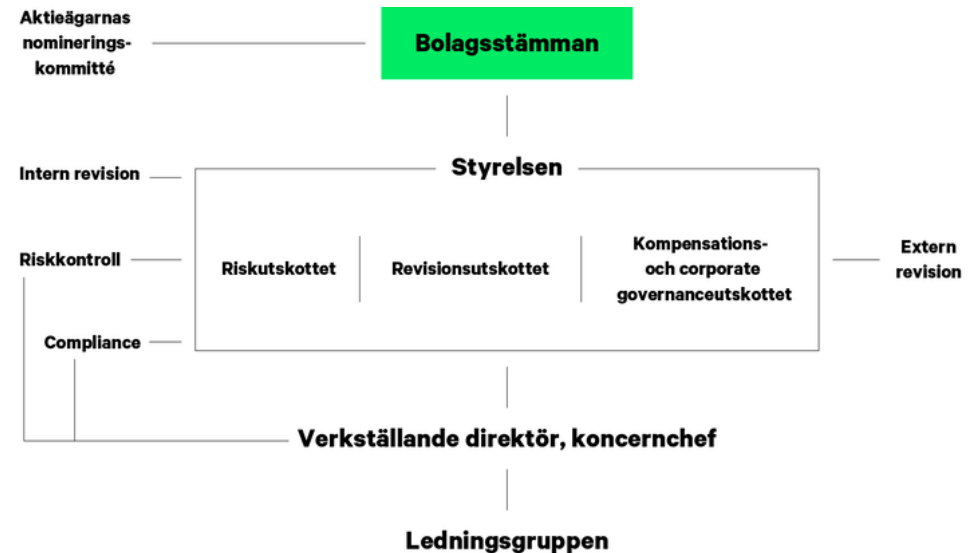 Aktieägarnas
nominerings-
kommitté
Bolagsstämman
Styrelsen
Intern revision
Riskkontroll
Compliance
Riskutskottet
Revisionsutskottet
Kompensations-
och corporate
governanceutskottet
Extern
revision
Verkställande direktör, koncernchef
Ledningsgruppen